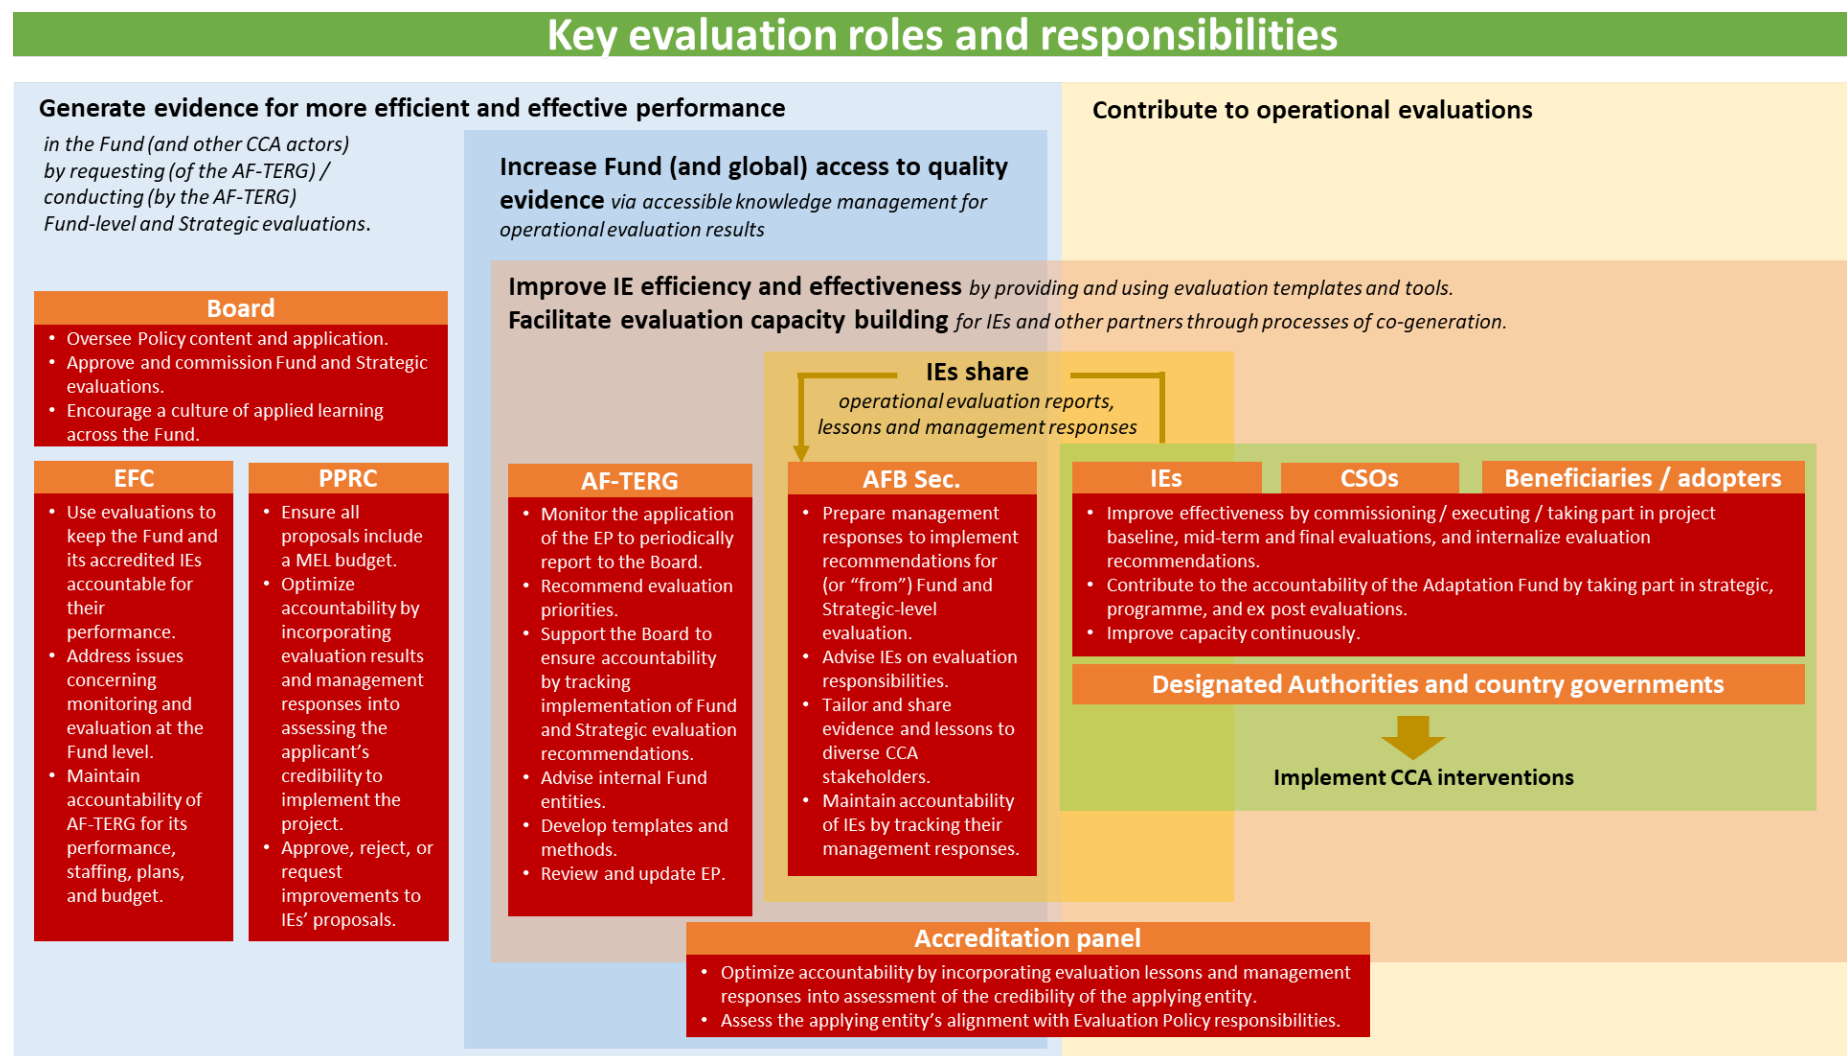 Key evaluation roles and responsibilities
Generate evidence for more efficient and effective performance
in the Fund (and other CCA actors)
by requesting (of the AF-TERG) /
conducting (by the AF-TERG)
Fund-level and Strategic evaluations.
Contribute to operational evaluations
Increase Fund (and global) access to quality
evidence via accessible knowledge management for
operational evaluation results
Improve IE efficiency and effectiveness by providing and using evaluation templates and tools.
Facilitate evaluation capacity building for IEs and other partners through processes of co-generation.
Board
• Oversee Policy content and application.
• Approve and commission Fund and Strategic
evaluations.
• Encourage a culture of applied learning
across the Fund.
IEs share
operational evaluation reports,
lessons and management responses
EFC
• Use evaluations to
keep the Fund and
its accredited IEs
accountable for
their
performance.
• Address issues
concerning
monitoring and
evaluation at the
Fund level.
• Maintain
accountability of
AF-TERG for its
performance,
staffing, plans,
and budget.
PPRC
• Ensure all
proposals include
a MEL budget.
• Optimize
accountability by
incorporating
evaluation results
and management
responses into
assessing the
applicant’s
credibility to
implement the
project.
• Approve, reject, or
request
improvements to
IEs’ proposals.
AF-TERG
• Monitor the application
of the EP to periodically
report to the Board.
• Recommend evaluation
priorities.
• Support the Board to
ensure accountability
by tracking
implementation of Fund
and Strategic evaluation
recommendations.
• Advise internal Fund
entities.
• Develop templates and
methods.
• Review and update EP.
AFB Sec.
• Prepare management
responses to implement
recommendations for
(or “from”) Fund and
Strategic-level
evaluation.
• Advise IEs on evaluation
responsibilities.
• Tailor and share
evidence and lessons to
diverse CCA
stakeholders.
• Maintain accountability
of IEs by tracking their
management responses.
IEs
CSOs
Beneficiaries / adopters
• Improve effectiveness by commissioning / executing / taking part in project
baseline, mid-term and final evaluations, and internalize evaluation
recommendations.
• Contribute to the accountability of the Adaptation Fund by taking part in strategic,
programme, and ex post evaluations.
• Improve capacity continuously.
Designated Authorities and country governments
Implement CCA interventions
Accreditation panel
• Optimize accountability by incorporating evaluation lessons and management
responses into assessment of the credibility of the applying entity.
• Assess the applying entity’s alignment with Evaluation Policy responsibilities.